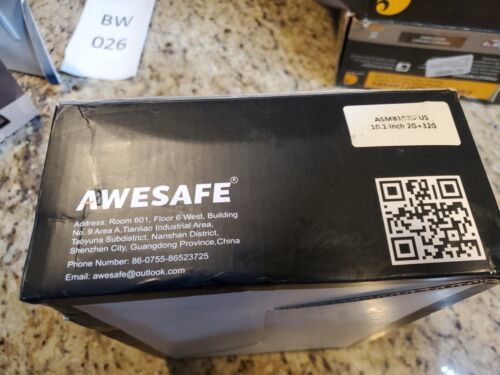 BW
026
10.1 inch 2G+32G
AWESAFE®
Address: Room 601, Floor 6 West, Building
No. 9 Area A,Tianliao Industrial Area,
Taoyuna Subdistrict, Nanshan District,
Shenzhen City, Guangdong Province,China
Phone Number: 86-0755-86523725
Email: awesafe@outlook.com